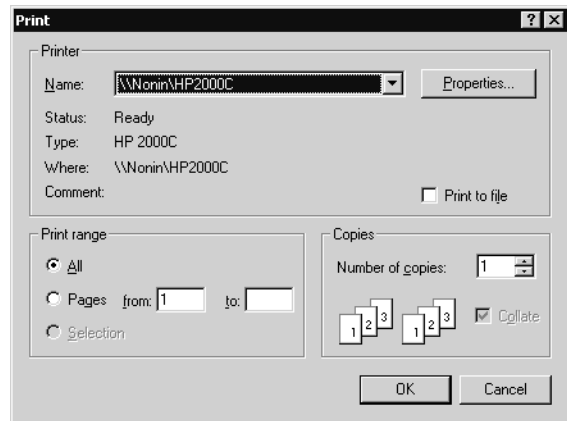 Print
Printer
Name: \\Nonin\HP2000C Properties...
Status: Ready
Type: HP 2000C
Where: \\Nonin\HP2000C
Comment: Print to file
Print range
All
Pages from: 1 to:
Selection
Copies
Number of copies: 1
1 2 3 1 2 3 Collate
OK Cancel